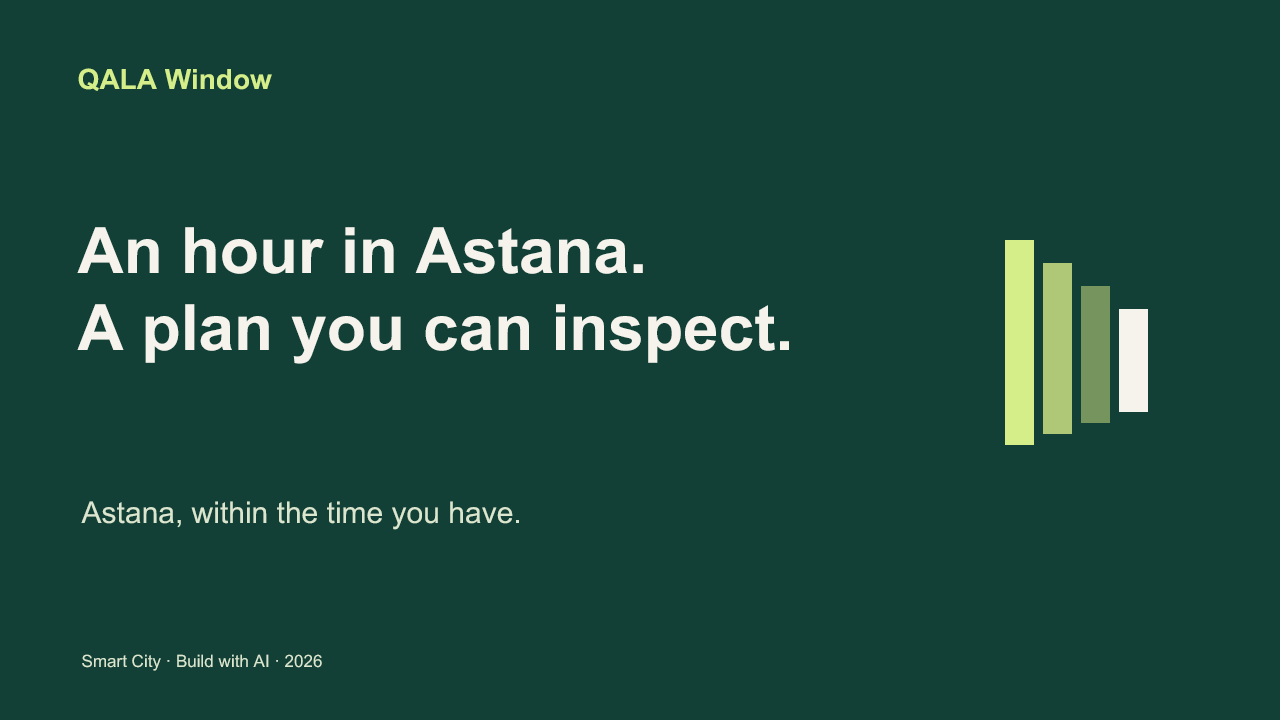 QALA Window
An hour in Astana.
A plan you can inspect.
Astana, within the time you have.
Smart City · Build with AI · 2026